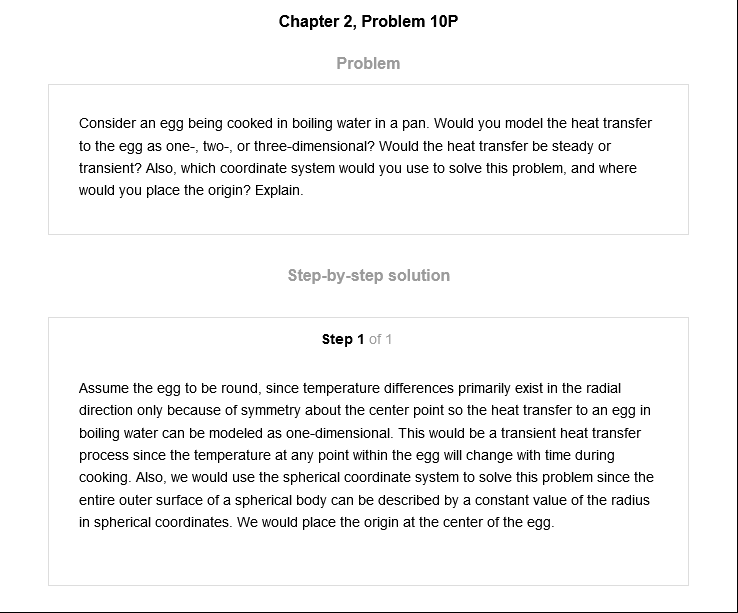 Chapter 2, Problem 10P
Problem
Consider an egg being cooked in boiling water in a pan. Would you model the heat transfer
to the egg as one-, two-, or three-dimensional? Would the heat transfer be steady or
transient? Also, which coordinate system would you use to solve this problem, and where
would you place the origin? Explain.
Step-by-step solution
Step 1 of 1
Assume the egg to be round, since temperature differences primarily exist in the radial
direction only because of symmetry about the center point so the heat transfer to an egg in
boiling water can be modeled as one-dimensional. This would be a transient heat transfer
process since the temperature at any point within the egg will change with time during
cooking. Also, we would use the spherical coordinate system to solve this problem since the
entire outer surface of a spherical body can be described by a constant value of the radius
in spherical coordinates. We would place the origin at the center of the egg.